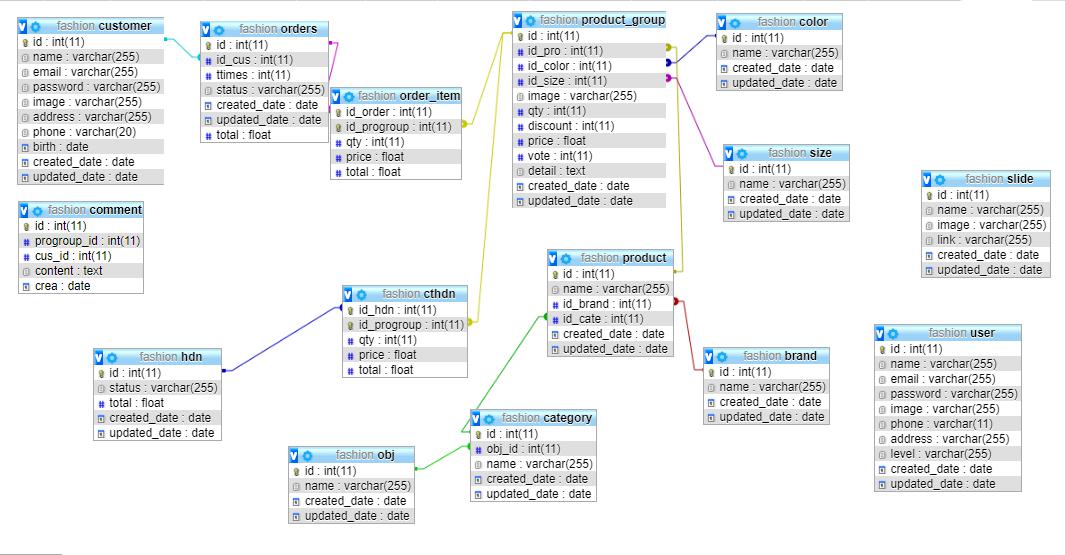 fashion customer
id : int(11)
name : varchar(255)
email : varchar(255)
password : varchar(255)
image : varchar(255)
address : varchar(255)
phone : varchar(20)
birth : date
created_date : date
updated_date : date
fashion orders
id : int(11)
id_cus : int(11)
ttimes : int(11)
status : varchar(255)
created_date : date
updated_date : date
total : float
fashion order_item
id_order : int(11)
id_progroup : int(11)
qty : int(11)
price : float
total : float
fashion product_group
id : int(11)
id_pro : int(11)
id_color : int(11)
id_size : int(11)
image : varchar(255)
qty : int(11)
discount : int(11)
price : float
vote : int(11)
detail : text
created_date : date
updated_date : date
fashion color
id : int(11)
name : varchar(255)
created_date : date
updated_date : date
fashion size
id : int(11)
name : varchar(255)
created_date : date
updated_date : date
fashion slide
id : int(11)
name : varchar(255)
image : varchar(255)
link : varchar(255)
created_date : date
updated_date : date
fashion comment
id : int(11)
progroup_id : int(11)
cus_id : int(11)
content : text
crea : date
fashion product
id : int(11)
name : varchar(255)
id_brand : int(11)
id_cate : int(11)
created_date : date
updated_date : date
fashion cthdn
id_hdn : int(11)
id_progroup : int(11)
qty : int(11)
price : float
total : float
fashion hdn
id : int(11)
status : varchar(255)
total : float
created_date : date
updated_date : date
fashion brand
id : int(11)
name : varchar(255)
created_date : date
updated_date : date
fashion user
id : int(11)
name : varchar(255)
email : varchar(255)
password : varchar(255)
image : varchar(255)
phone : varchar(11)
address : varchar(255)
level : varchar(255)
created_date : date
updated_date : date
fashion category
id : int(11)
obj_id : int(11)
name : varchar(255)
created_date : date
updated_date : date
fashion obj
id : int(11)
name : varchar(255)
created_date : date
updated_date : date